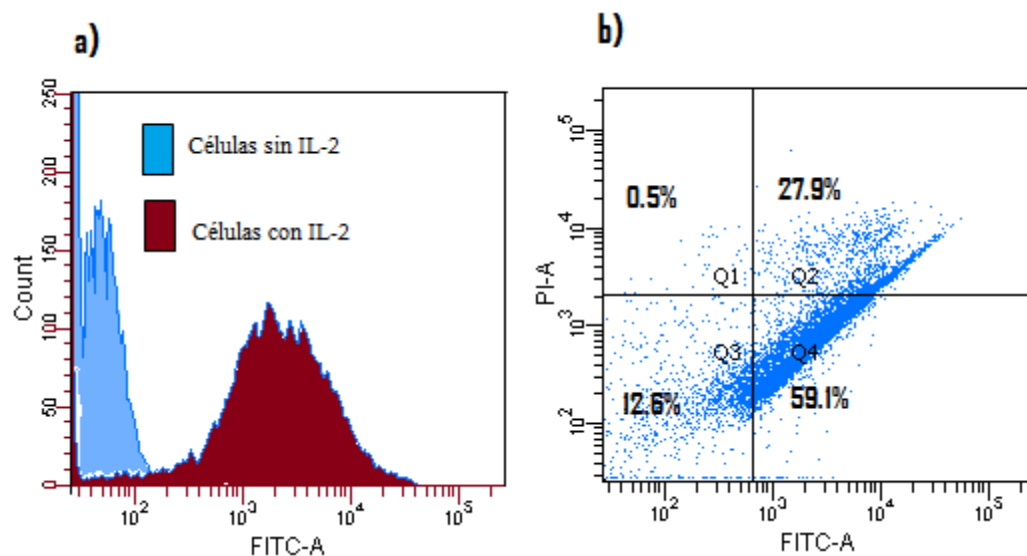 a)
250
200
150
100
50
0
Count
Células sin IL-2
Células con IL-2
10² 10³ 10⁴ 10⁵
FITC-A
b)
10⁵
10⁴
10³
10²
PI-A
0.5%
27.9%
Q1 Q2
Q3 Q4
12.6%
59.1%
10² 10³ 10⁴ 10⁵
FITC-A